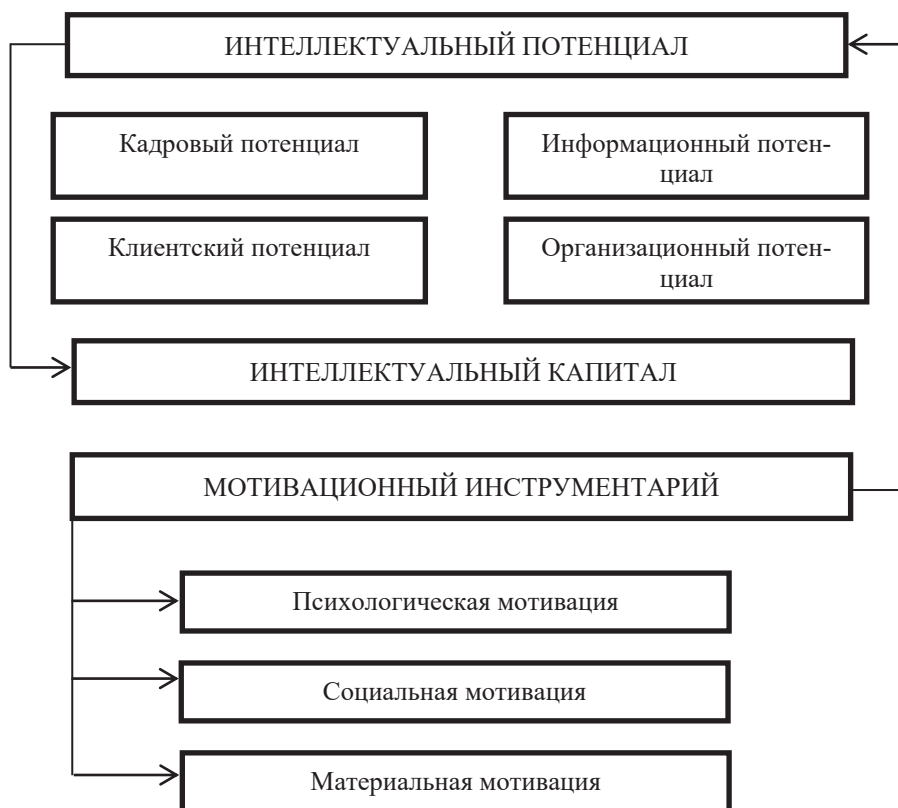 ИНТЕЛЛЕКТУАЛЬНЫЙ ПОТЕНЦИАЛ
Кадровый потенциал
Информационный потен-
циал
Клиентский потенциал
Организационный потен-
циал
ИНТЕЛЛЕКТУАЛЬНЫЙ КАПИТАЛ
МОТИВАЦИОННЫЙ ИНСТРУМЕНТАРИЙ
Психологическая мотивация
Социальная мотивация
Материальная мотивация